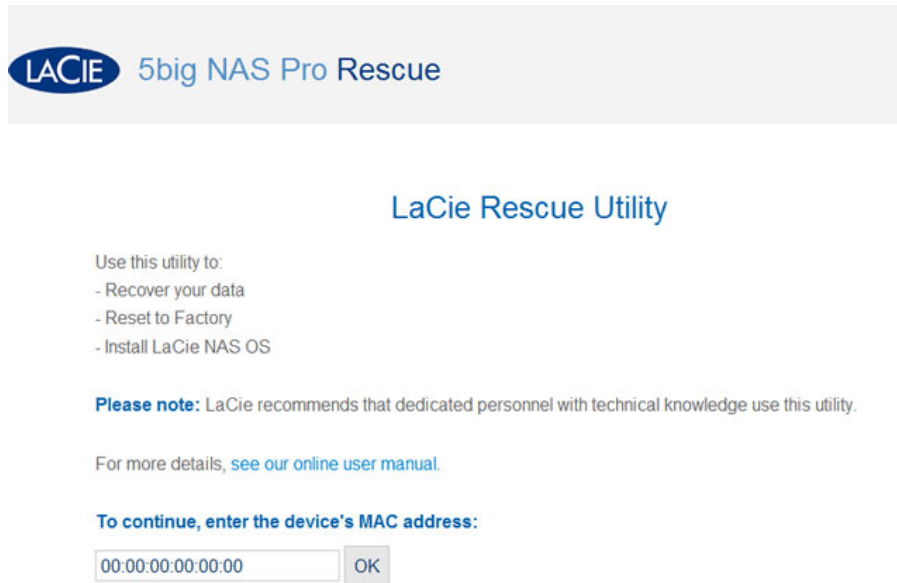 LACIE 5big NAS Pro Rescue
LaCie Rescue Utility
Use this utility to:
- Recover your data
- Reset to Factory
- Install LaCie NAS OS
Please note: LaCie recommends that dedicated personnel with technical knowledge use this utility.
For more details, see our online user manual.
To continue, enter the device's MAC address:
00:00:00:00:00:00 OK